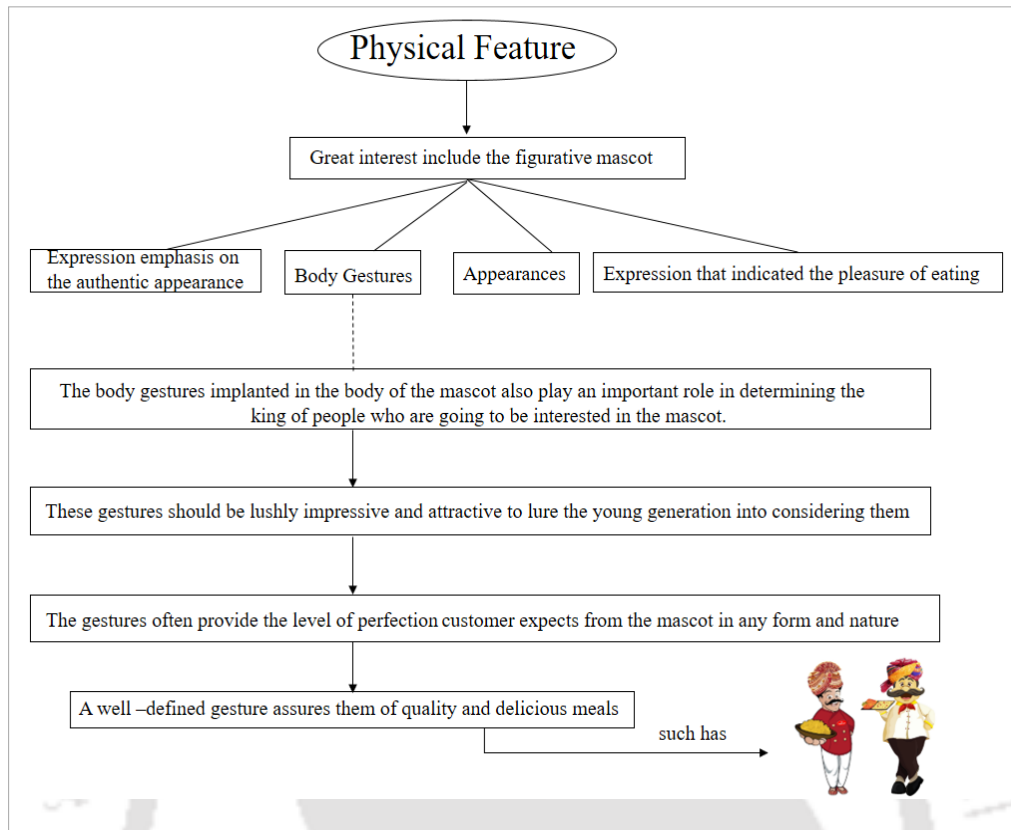 Physical Feature
Great interest include the figurative mascot
Expression emphasis on
the authentic appearance
Body Gestures
Appearances
Expression that indicated the pleasure of eating
The body gestures implanted in the body of the mascot also play an important role in determining the
king of people who are going to be interested in the mascot.
These gestures should be lushly impressive and attractive to lure the young generation into considering them
The gestures often provide the level of perfection customer expects from the mascot in any form and nature
A well –defined gesture assures them of quality and delicious meals
such has